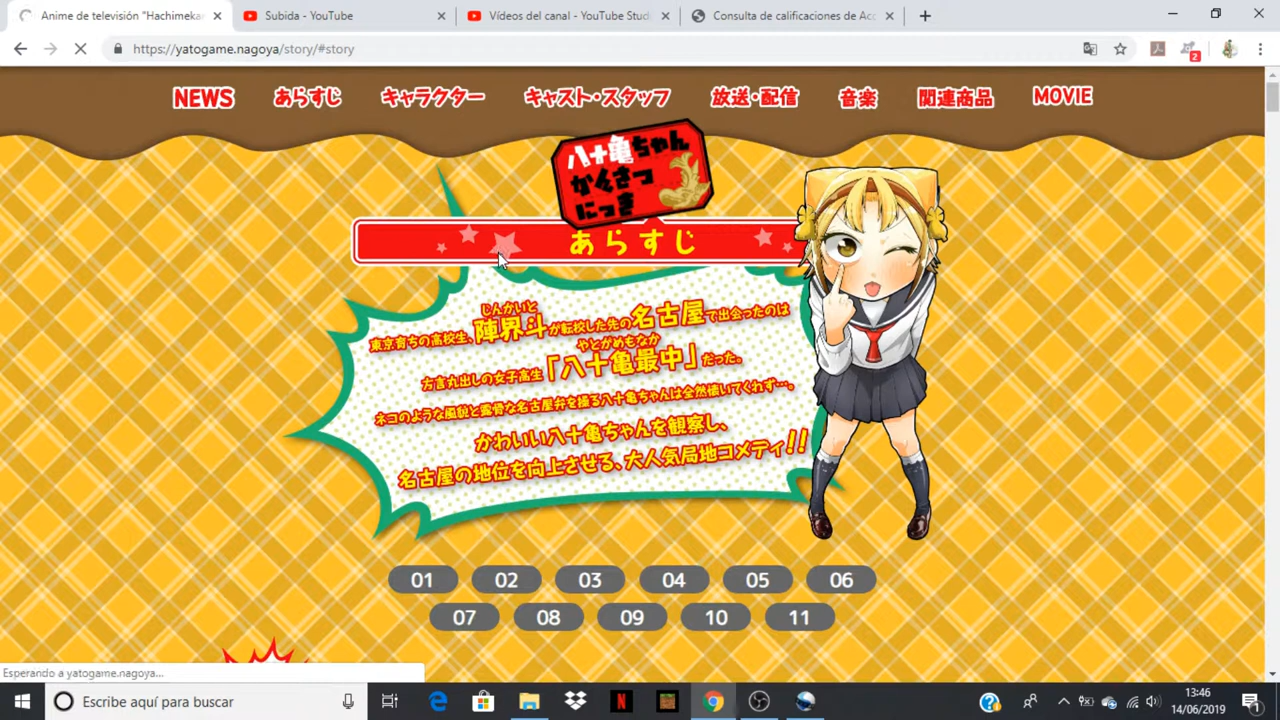 Anime de televisión "Hachimeka
Subida - YouTube
Vídeos del canal - YouTube Stud
Consulta de calificaciones de Acc
https://yatogame.nagoya/story/#story
2
NEWS
あらすじ
キャラクター
キャスト・スタッフ
放送・配信
音楽
関連商品
MOVIE
八十亀ちゃん
かんさつ
にっき
あらすじ
じんかいと
東京育ちの高校生、陣界斗が転校した先の名古屋で出会ったのは
やとがめもなか
方言丸出しの女子高生「八十亀最中」だった。
ネコのような風貌と露骨な名古屋弁を操る八十亀ちゃんは全然懐いてくれず…。
かわいい八十亀ちゃんを観察し、
名古屋の地位を向上させる、大人気局地コメディ!!
01
02
03
04
05
06
07
08
09
10
11
Esperando a yatogame.nagoya...
Escribe aquí para buscar
13:46
14/06/2019
1